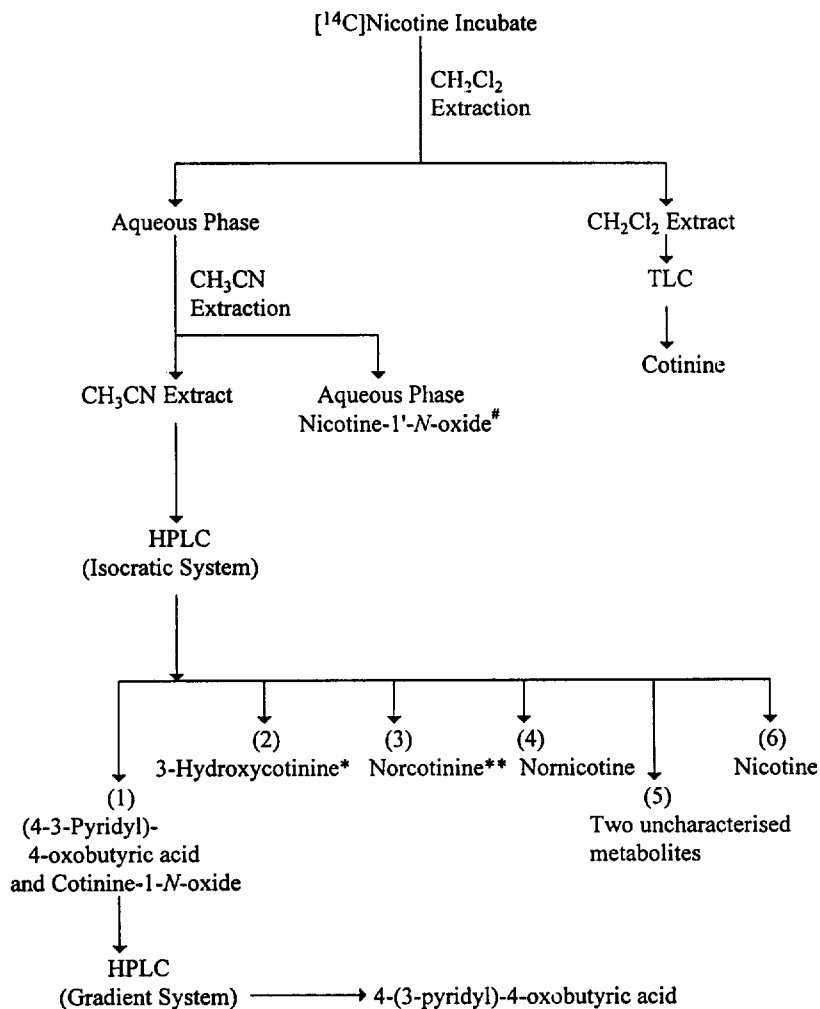 [¹⁴C]Nicotine Incubate
CH₂Cl₂
Extraction
Aqueous Phase
CH₂Cl₂ Extract
CH₃CN
Extraction
TLC
Cotinine
CH₃CN Extract
Aqueous Phase
Nicotine-1'-N-oxide#
HPLC
(Isocratic System)
(1)
(4-3-Pyridyl)-
4-oxobutyric acid
and Cotinine-1-N-oxide
(2)
3-Hydroxycotinine*
(3)
Norcotinine**
(4)
Nornicotine
(5)
Two uncharacterised
metabolites
(6)
Nicotine
HPLC
(Gradient System)
4-(3-pyridyl)-4-oxobutyric acid